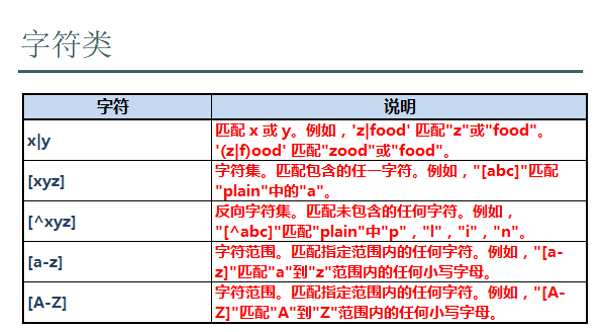 字符类
字符
说明
x|y
匹配 x 或 y。例如，'z|food' 匹配"z"或"food"。
'(z|f)ood' 匹配"zood"或"food"。
[xyz]
字符集。匹配包含的任一字符。例如，"[abc]"匹配
"plain"中的"a"。
[^xyz]
反向字符集。匹配未包含的任何字符。例如，
"[^abc]"匹配"plain"中"p"，"l"，"i"，"n"。
[a-z]
字符范围。匹配指定范围内的任何字符。例如，"[a-
z]"匹配"a"到"z"范围内的任何小写字母。
[A-Z]
字符范围。匹配指定范围内的任何字符。例如，"[A-
Z]"匹配"A"到"Z"范围内的任何小写字母。